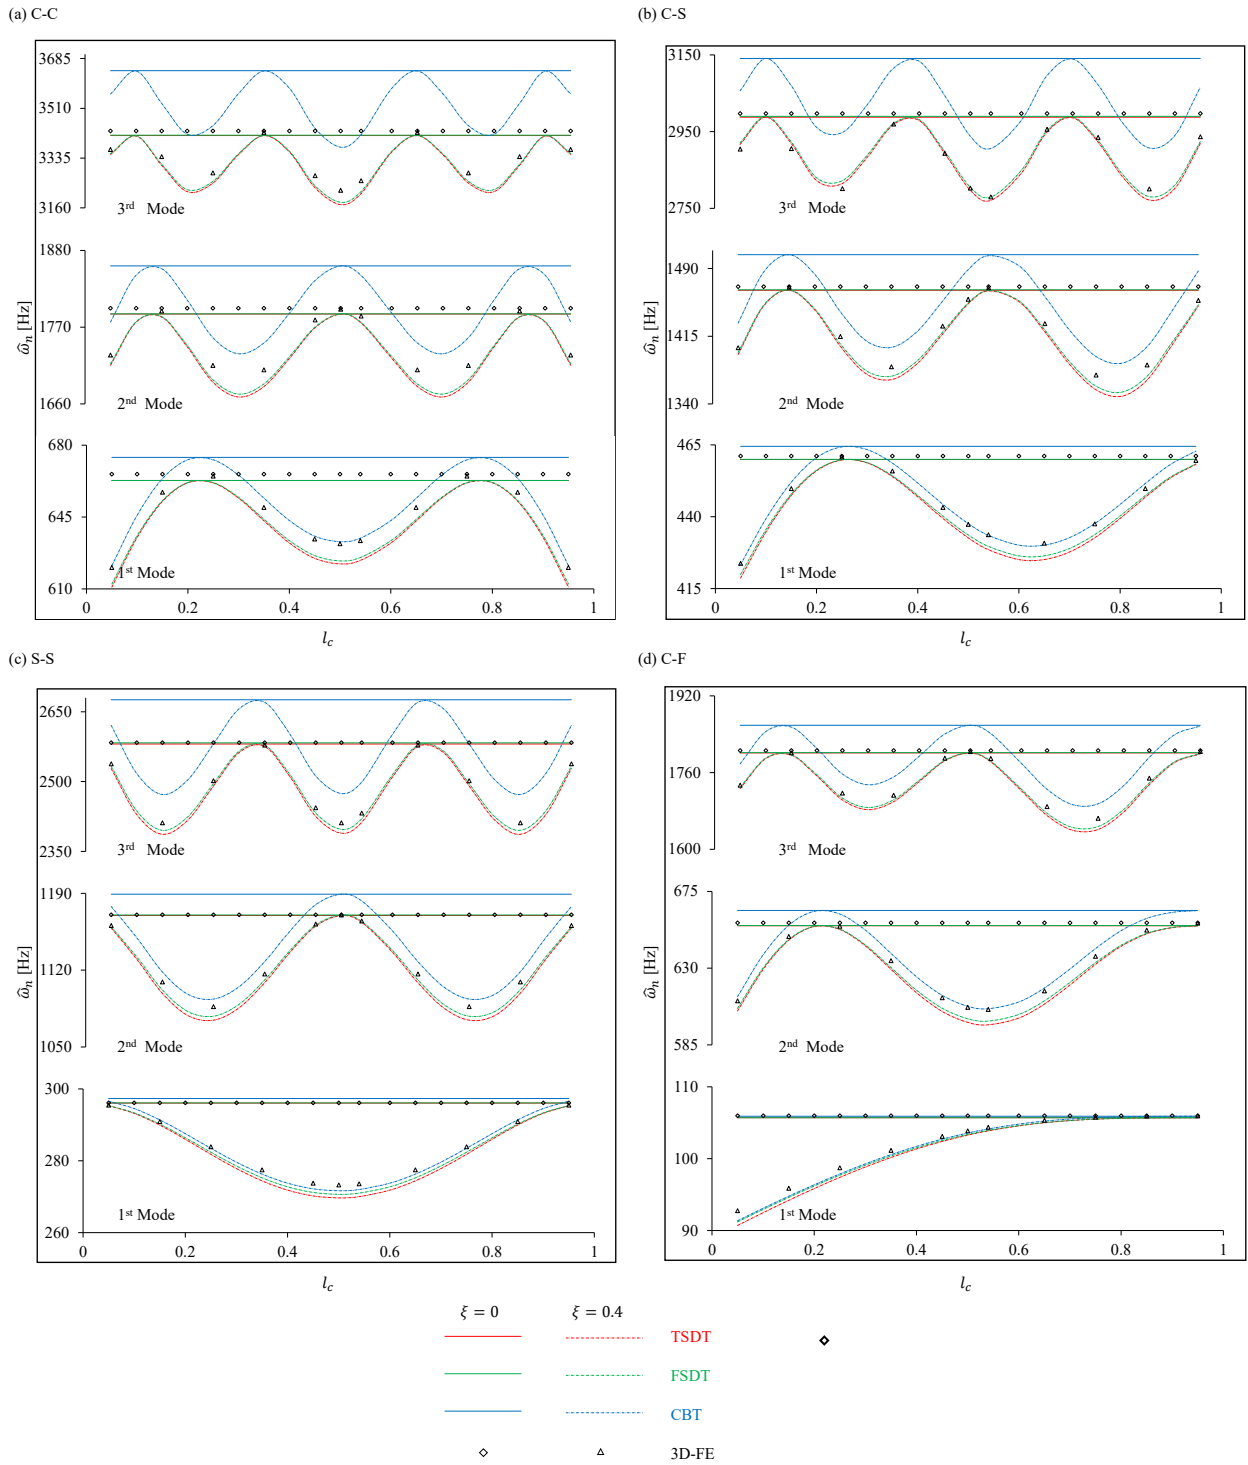 (a) C-C
3685
3510
3335
3160
3rd Mode
1880
1770
1660
2nd Mode
680
645
610
1st Mode
0 0.2 0.4 0.6 0.8 1
ω̂n [Hz]
lc
(b) C-S
3150
2950
2750
3rd Mode
1490
1415
1340
2nd Mode
465
440
415
1st Mode
0 0.2 0.4 0.6 0.8 1
ω̂n [Hz]
lc
(c) S-S
2650
2500
2350
3rd Mode
1190
1120
1050
2nd Mode
300
280
260
1st Mode
0 0.2 0.4 0.6 0.8 1
ω̂n [Hz]
lc
(d) C-F
1920
1760
1600
3rd Mode
675
630
585
2nd Mode
110
100
90
1st Mode
0 0.2 0.4 0.6 0.8 1
ω̂n [Hz]
lc
ξ = 0 ξ = 0.4
TSDT
FSDT
CBT
3D-FE